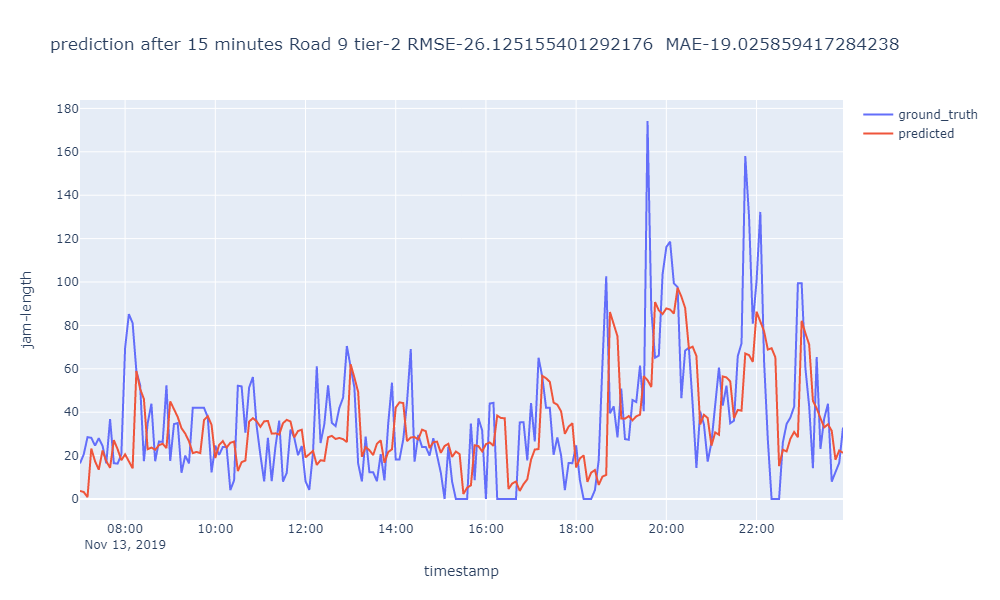 prediction after 15 minutes Road 9 tier-2 RMSE-26.125155401292176  MAE-19.025859417284238
ground_truth
predicted
180
160
140
120
100
80
60
40
20
0
jam-length
08:00 10:00 12:00 14:00 16:00 18:00 20:00 22:00
Nov 13, 2019
timestamp